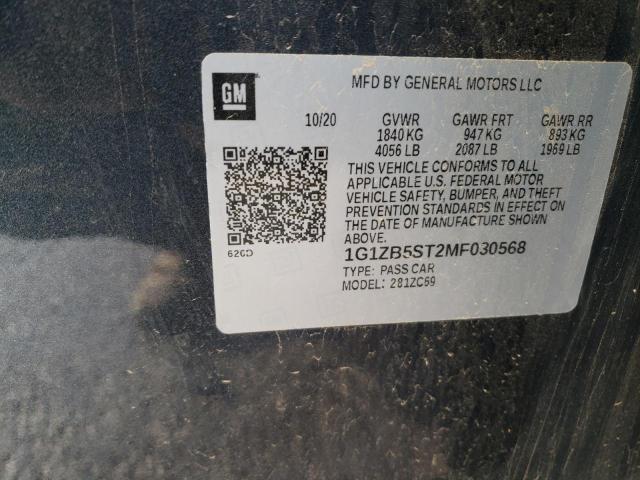 GM
MFD BY GENERAL MOTORS LLC
10/20 GVWR GAWR FRT GAWR RR
1840 KG 947 KG 893 KG
4056 LB 2087 LB 1969 LB
THIS VEHICLE CONFORMS TO ALL
APPLICABLE U.S. FEDERAL MOTOR
VEHICLE SAFETY, BUMPER, AND THEFT
PREVENTION STANDARDS IN EFFECT ON
THE DATE OF MANUFACTURE SHOWN
ABOVE.
1G1ZB5ST2MF030568
TYPE: PASS CAR
MODEL: 281ZC69